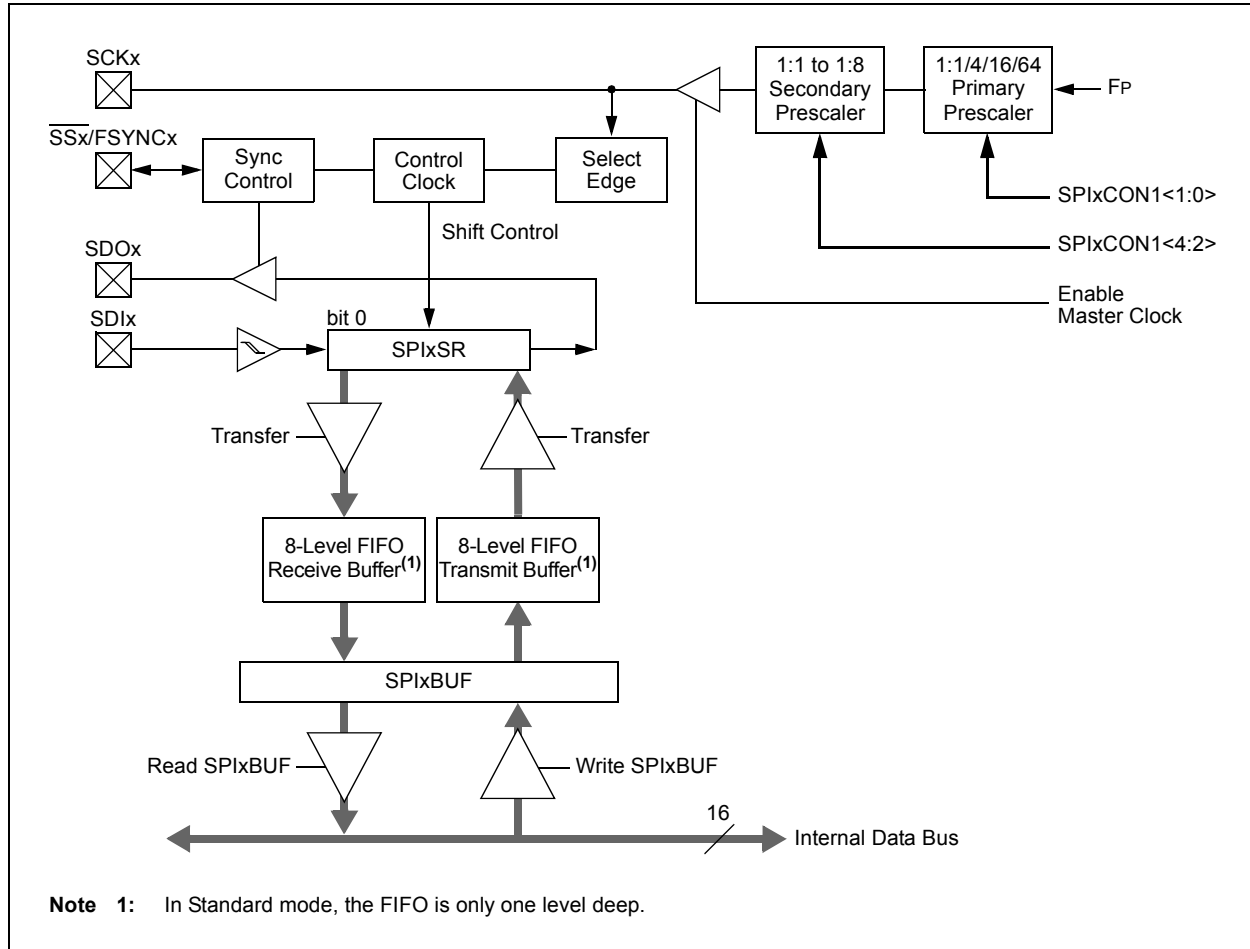 SCKx
1:1 to 1:8
Secondary
Prescaler
1:1/4/16/64
Primary
Prescaler
FP
SSx/FSYNCx
Sync
Control
Control
Clock
Select
Edge
SPIxCON1<1:0>
Shift Control
SPIxCON1<4:2>
SDOx
Enable
Master Clock
SDIx
bit 0
SPIxSR
Transfer
Transfer
8-Level FIFO
Receive Buffer(1)
8-Level FIFO
Transmit Buffer(1)
SPIxBUF
Read SPIxBUF
Write SPIxBUF
16
Internal Data Bus
Note 1: In Standard mode, the FIFO is only one level deep.